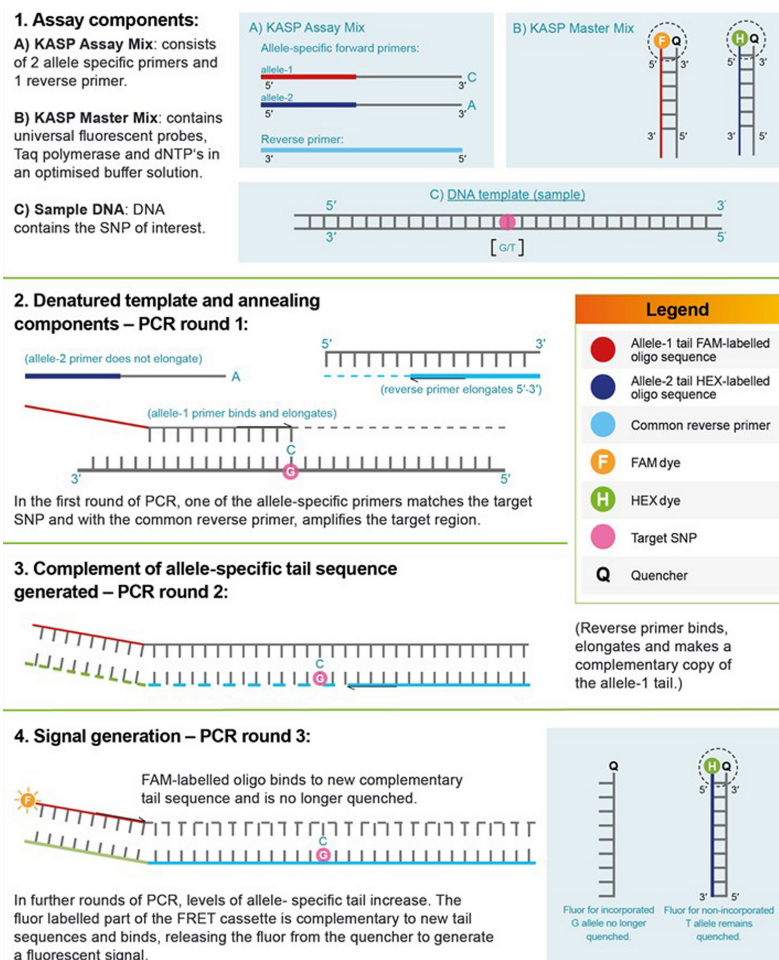 1. Assay components:
A) KASP Assay Mix: consists
of 2 allele specific primers and
1 reverse primer.
B) KASP Master Mix: contains
universal fluorescent probes,
Taq polymerase and dNTP's in
an optimised buffer solution.
C) Sample DNA: DNA
contains the SNP of interest.
A) KASP Assay Mix
Allele-specific forward primers:
allele-1
C
5′ 3′
allele-2
A
5′ 3′
Reverse primer:
3′ 5′
B) KASP Master Mix
F Q
5′ 3′
3′ 5′
H Q
5′ 3′
3′ 5′
C) DNA template (sample)
5′ 3′
3′ 5′
[G/T]
2. Denatured template and annealing
components – PCR round 1:
(allele-2 primer does not elongate)
A
5′ 3′
(reverse primer elongates 5′-3′)
(allele-1 primer binds and elongates)
C
G
3′ 5′
In the first round of PCR, one of the allele-specific primers matches the target
SNP and with the common reverse primer, amplifies the target region.
Legend
Allele-1 tail FAM-labelled
oligo sequence
Allele-2 tail HEX-labelled
oligo sequence
Common reverse primer
F FAM dye
H HEX dye
Target SNP
Q Quencher
3. Complement of allele-specific tail sequence
generated – PCR round 2:
C
G
(Reverse primer binds,
elongates and makes a
complementary copy of
the allele-1 tail.)
4. Signal generation – PCR round 3:
FAM-labelled oligo binds to new complementary
tail sequence and is no longer quenched.
F
C
G
In further rounds of PCR, levels of allele- specific tail increase. The
fluor labelled part of the FRET cassette is complementary to new tail
sequences and binds, releasing the fluor from the quencher to generate
a fluorescent signal.
Q
Fluor for incorporated
G allele no longer
quenched.
H Q
5′ 3′
3′ 5′
Fluor for non-incorporated
T allele remains
quenched.